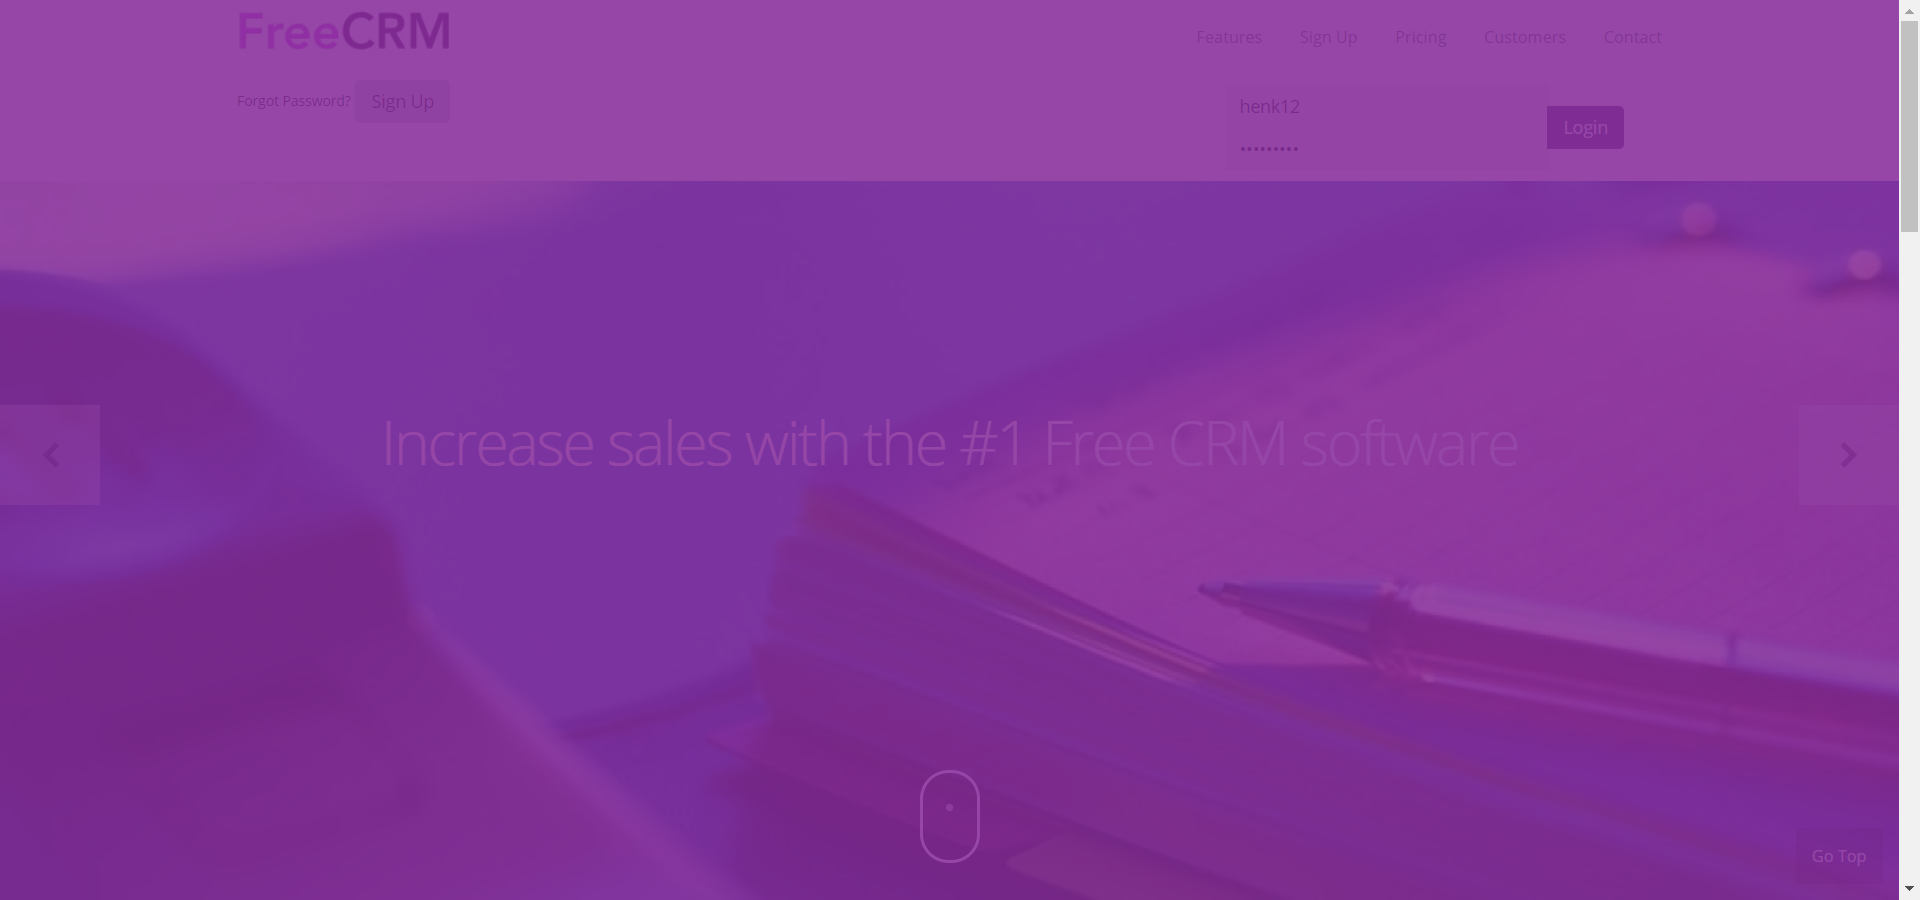 FreeCRM
Features Sign Up Pricing Customers Contact
Forgot Password? Sign Up
henk12
•••••••••
Login
Increase sales with the #1 Free CRM software
Go Top